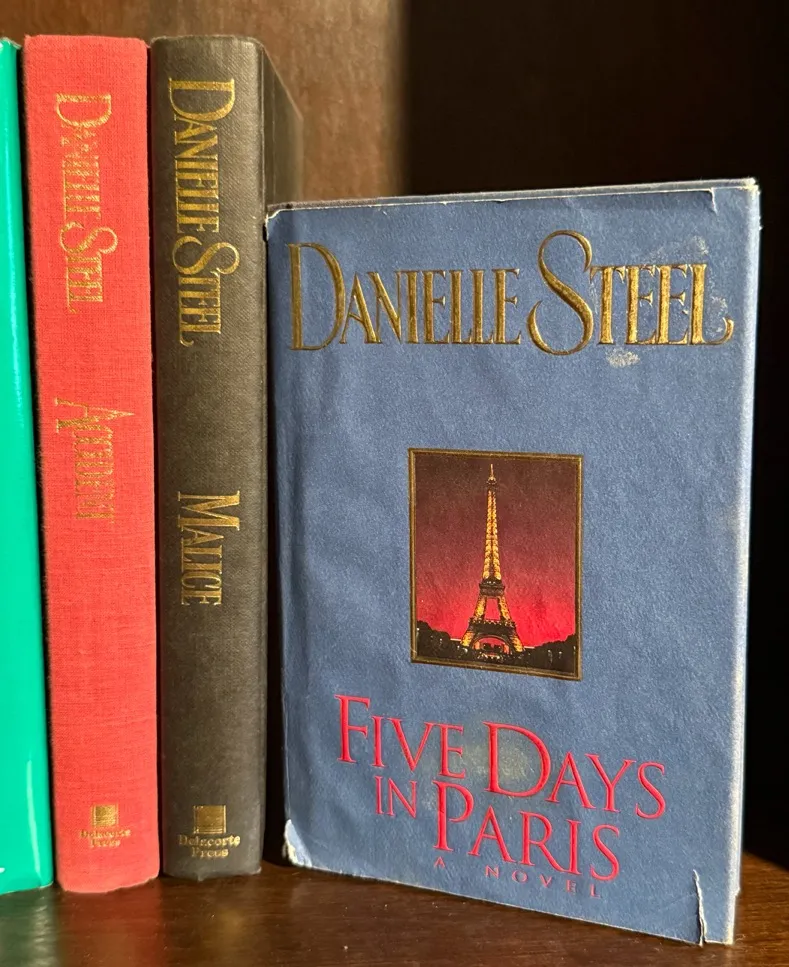 DANIELLE STEEL
ACCIDENT
Delacorte
Press
DANIELLE STEEL
MALICE
Delacorte
Press
DANIELLE STEEL
FIVE DAYS
IN PARIS
A NOVEL